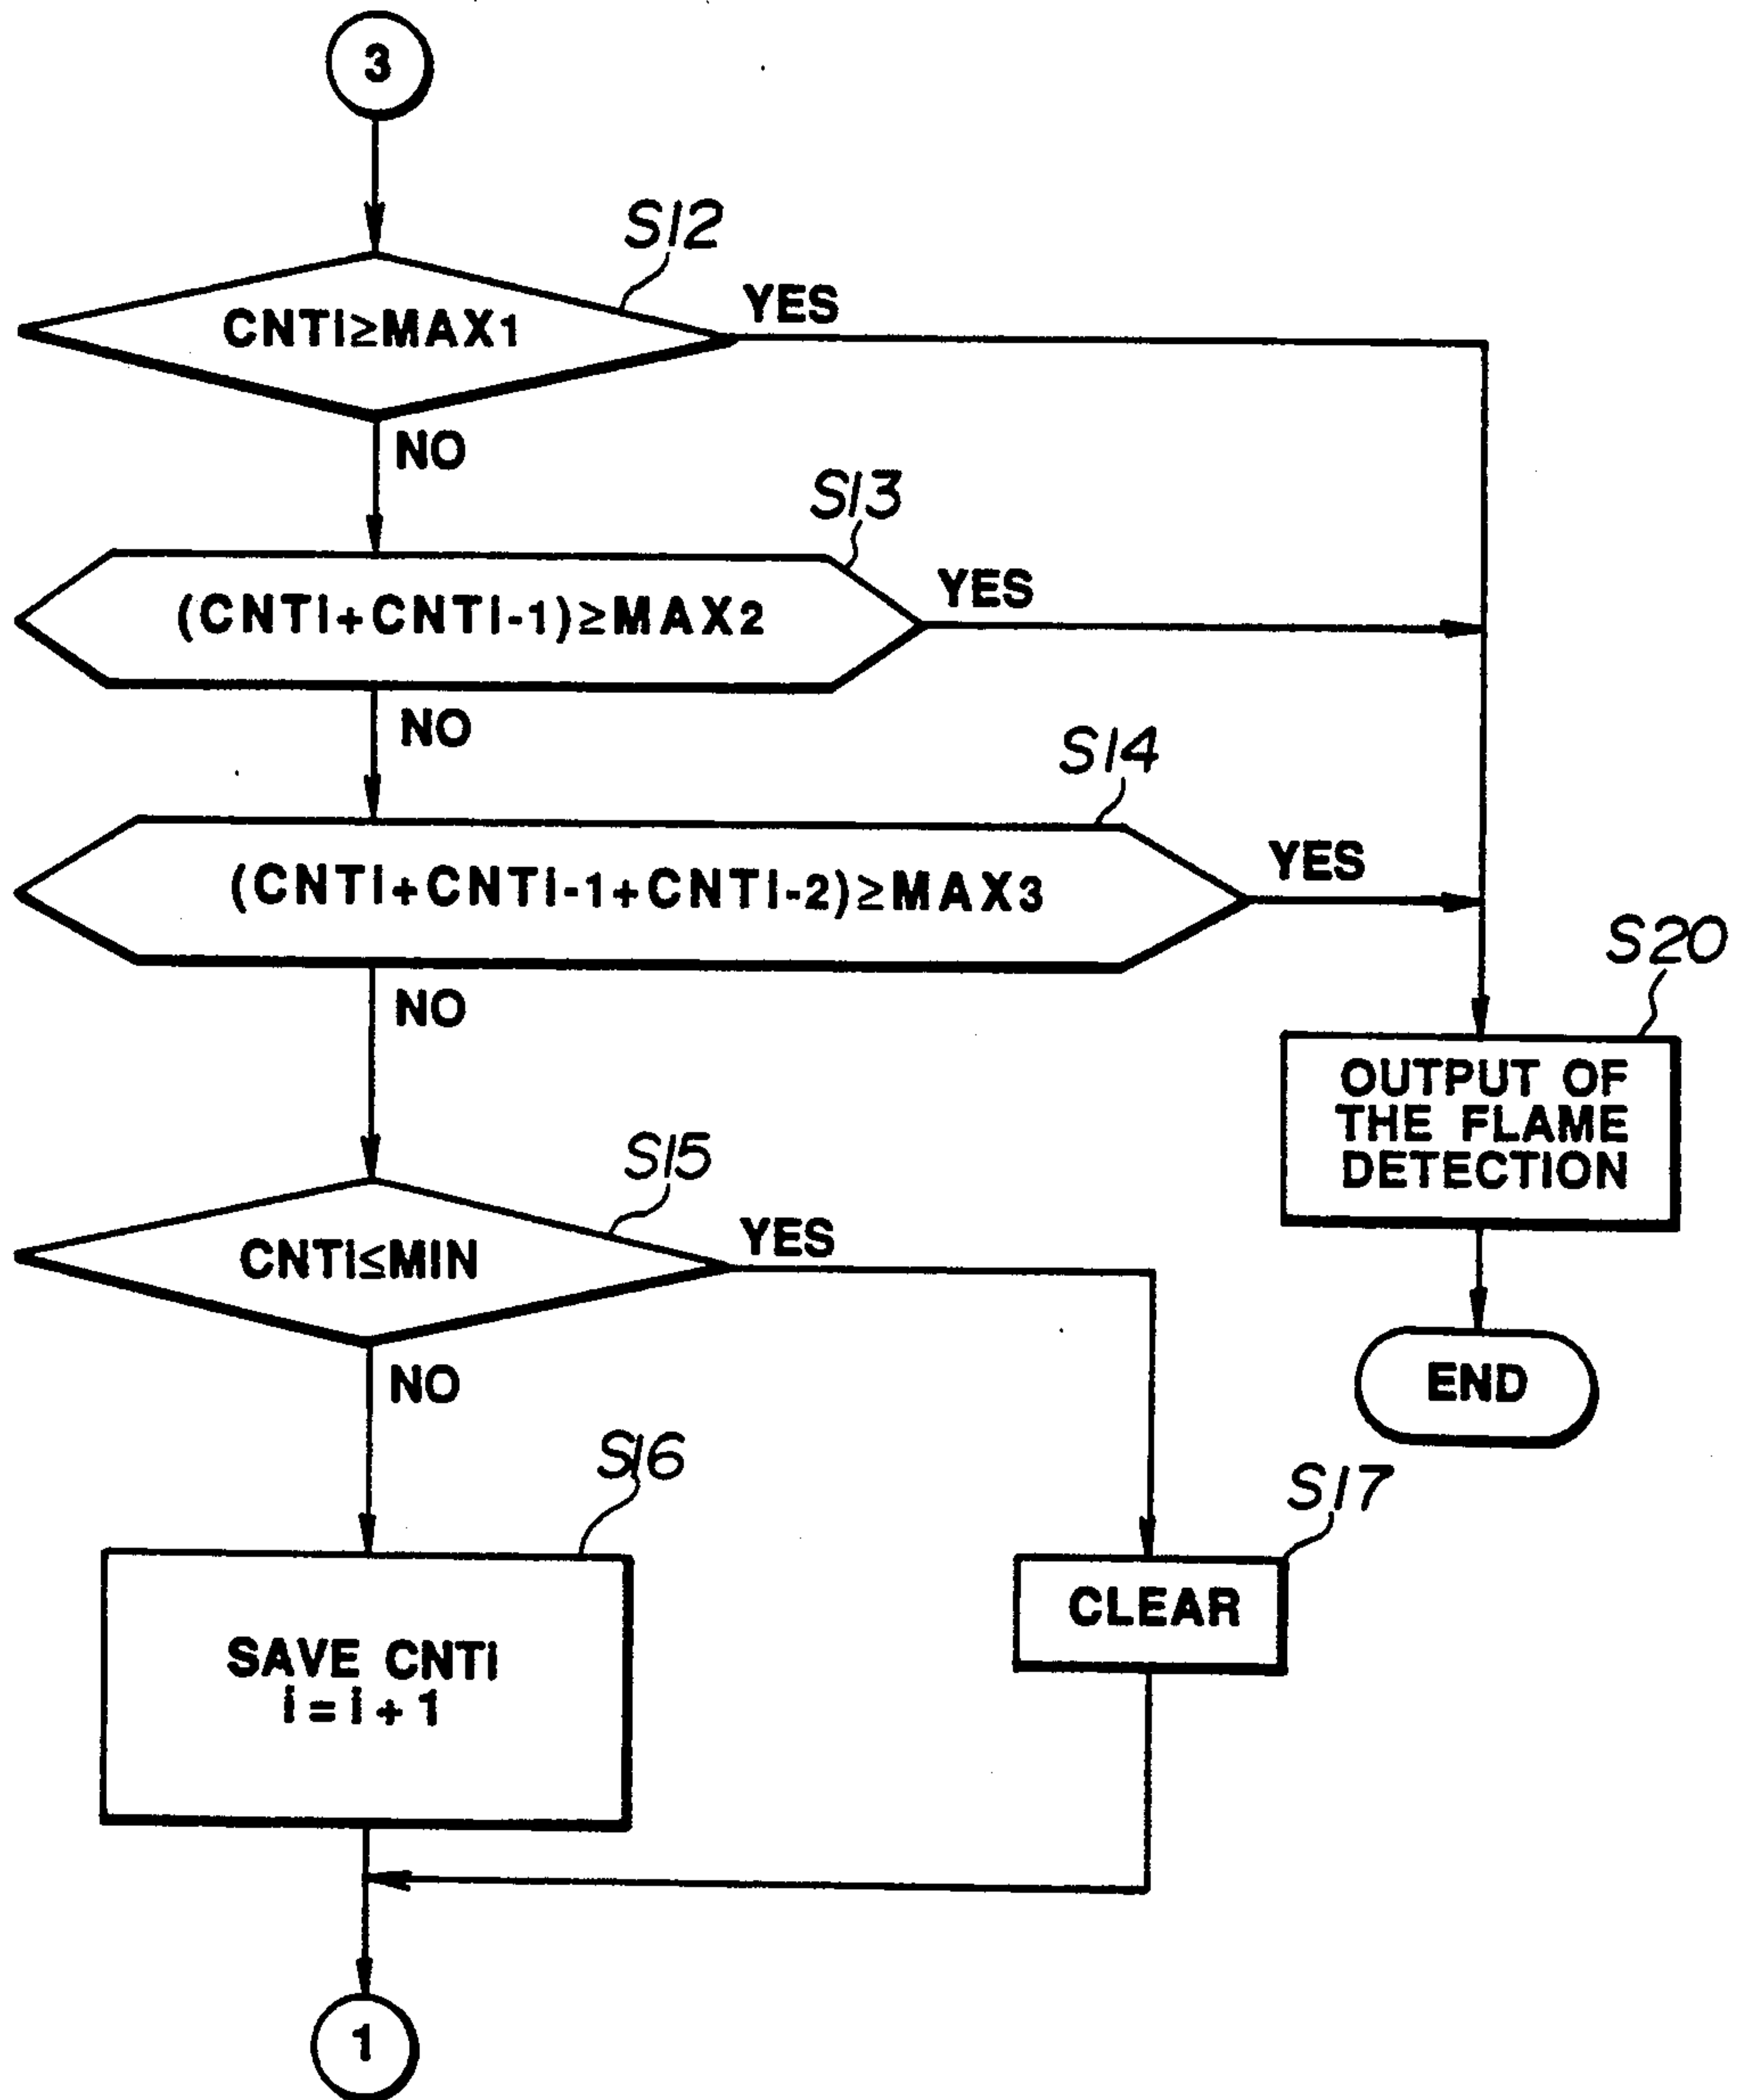 3
S12
CNTi≥MAX1
YES
NO
S13
(CNTi+CNTi-1)≥MAX2
YES
NO
S14
(CNTi+CNTi-1+CNTi-2)≥MAX3
YES
NO
S20
OUTPUT OF
THE FLAME
DETECTION
END
S15
CNTi≤MIN
YES
NO
S16
SAVE CNTi
i=i+1
S17
CLEAR
1